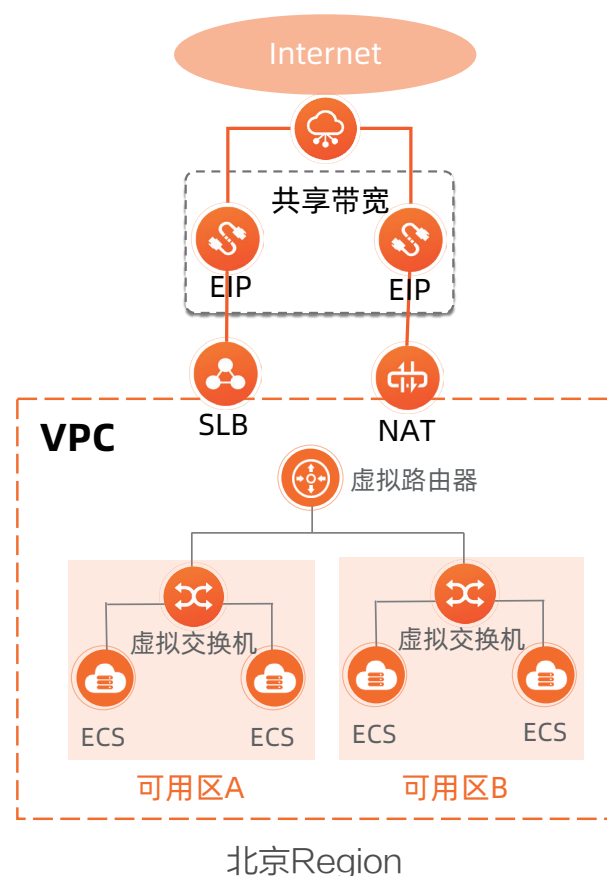 Internet
共享带宽
EIP
EIP
SLB
NAT
VPC
虚拟路由器
虚拟交换机
虚拟交换机
ECS
ECS
ECS
ECS
可用区A
可用区B
北京Region